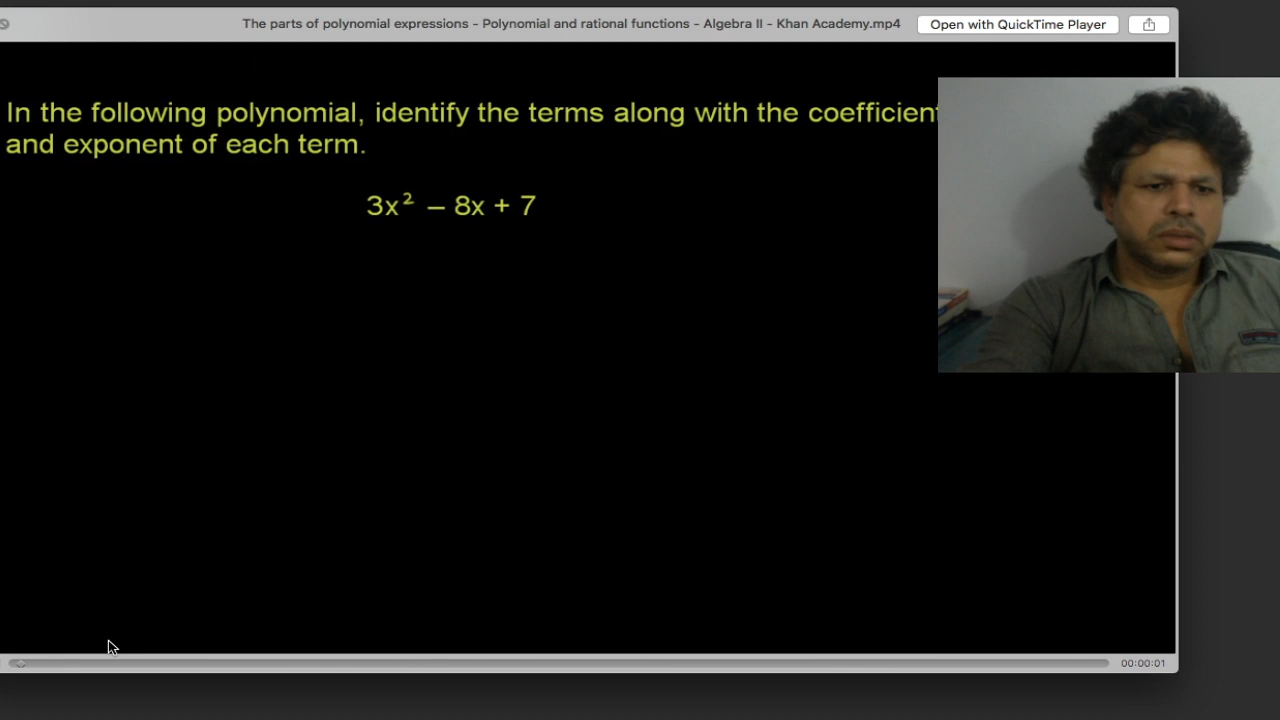 The parts of polynomial expressions - Polynomial and rational functions - Algebra II - Khan Academy.mp4
Open with QuickTime Player
In the following polynomial, identify the terms along with the coefficient
and exponent of each term.
3x² – 8x + 7
00:00:01